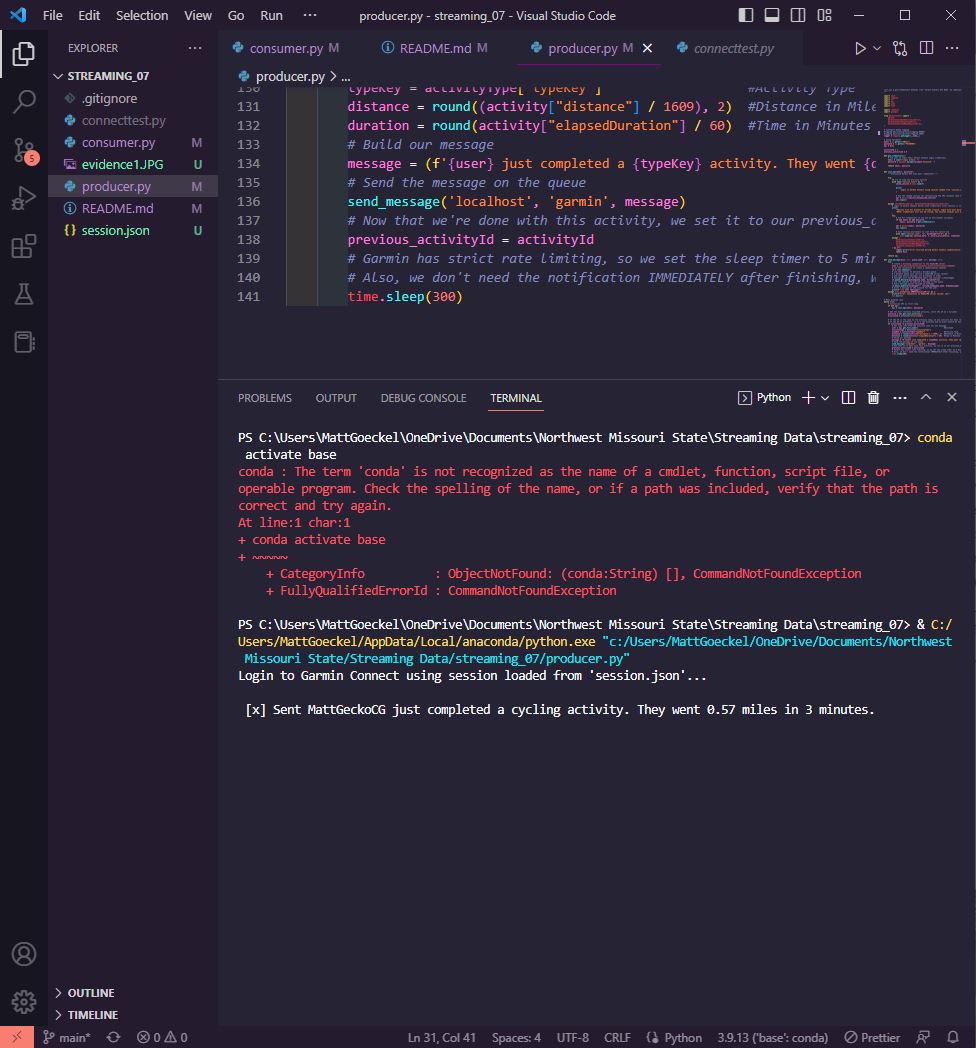 File Edit Selection View Go Run ··· producer.py - streaming_07 - Visual Studio Code
EXPLORER ···
STREAMING_07
.gitignore
connecttest.py
consumer.py M
evidence1.JPG U
producer.py M
README.md M
session.json U
OUTLINE
TIMELINE
5
consumer.py M README.md M producer.py M connecttest.py
producer.py > ...
130 typeKey = activityType["typeKey"] #Activity Type
131 distance = round((activity["distance"] / 1609), 2) #Distance in Mile
132 duration = round(activity["elapsedDuration"] / 60) #Time in Minutes
133 # Build our message
134 message = (f'{user} just completed a {typeKey} activity. They went {d
135 # Send the message on the queue
136 send_message('localhost', 'garmin', message)
137 # Now that we're done with this activity, we set it to our previous_a
138 previous_activityId = activityId
139 # Garmin has strict rate limiting, so we set the sleep timer to 5 min
140 # Also, we don't need the notification IMMEDIATELY after finishing, w
141 time.sleep(300)
PROBLEMS OUTPUT DEBUG CONSOLE TERMINAL Python
PS C:\Users\MattGoeckel\OneDrive\Documents\Northwest Missouri State\Streaming Data\streaming_07> conda
activate base
conda : The term 'conda' is not recognized as the name of a cmdlet, function, script file, or
operable program. Check the spelling of the name, or if a path was included, verify that the path is
correct and try again.
At line:1 char:1
+ conda activate base
+ ~~~~~
+ CategoryInfo : ObjectNotFound: (conda:String) [], CommandNotFoundException
+ FullyQualifiedErrorId : CommandNotFoundException
PS C:\Users\MattGoeckel\OneDrive\Documents\Northwest Missouri State\Streaming Data\streaming_07> & C:/
Users/MattGoeckel/AppData/Local/anaconda/python.exe "c:/Users/MattGoeckel/OneDrive/Documents/Northwest
Missouri State/Streaming Data/streaming_07/producer.py"
Login to Garmin Connect using session loaded from 'session.json'...
[x] Sent MattGeckoCG just completed a cycling activity. They went 0.57 miles in 3 minutes.
main* 0 0 Ln 31, Col 41 Spaces: 4 UTF-8 CRLF Python 3.9.13 ('base': conda) Prettier